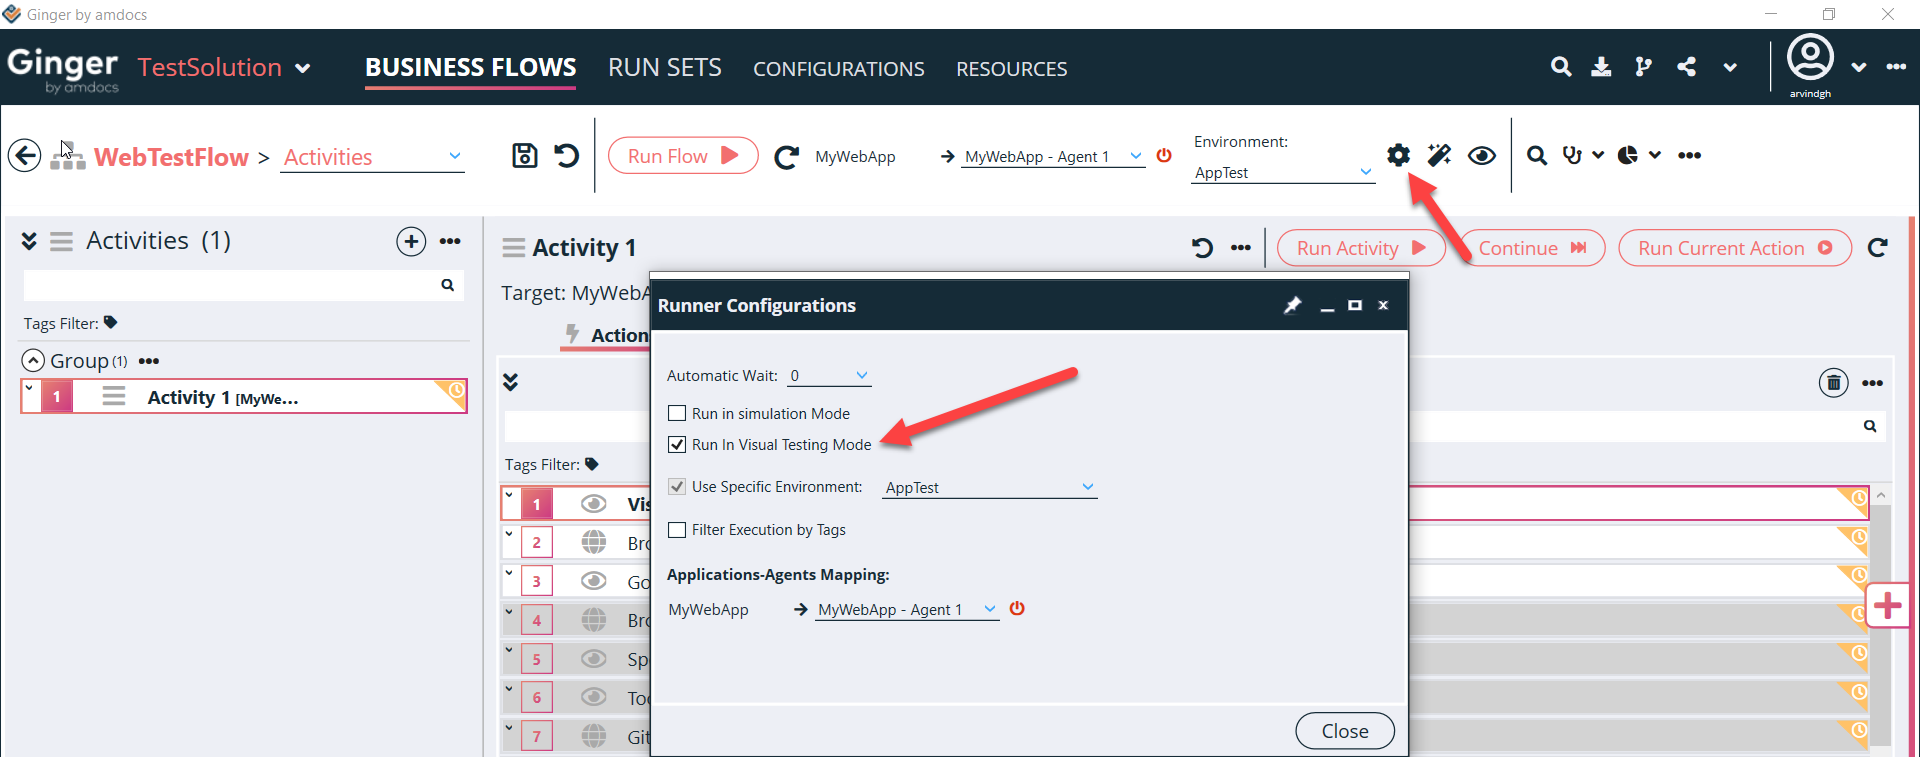 Ginger by amdocs
Ginger
by amdocs
TestSolution
BUSINESS FLOWS
RUN SETS
CONFIGURATIONS
RESOURCES
arvindgh
WebTestFlow > Activities
Run Flow
MyWebApp
MyWebApp - Agent 1
Environment:
AppTest
Activities (1)
Tags Filter:
Group (1)
1
Activity 1 [MyWe...
Activity 1
Run Activity
Continue
Run Current Action
Target: MyWebA
Action
Tags Filter:
1 Vis
2 Bro
3 Go
4 Bro
5 Sp
6 Too
7 Git
Runner Configurations
Automatic Wait: 0
Run in simulation Mode
Run In Visual Testing Mode
Use Specific Environment: AppTest
Filter Execution by Tags
Applications-Agents Mapping:
MyWebApp
MyWebApp - Agent 1
Close